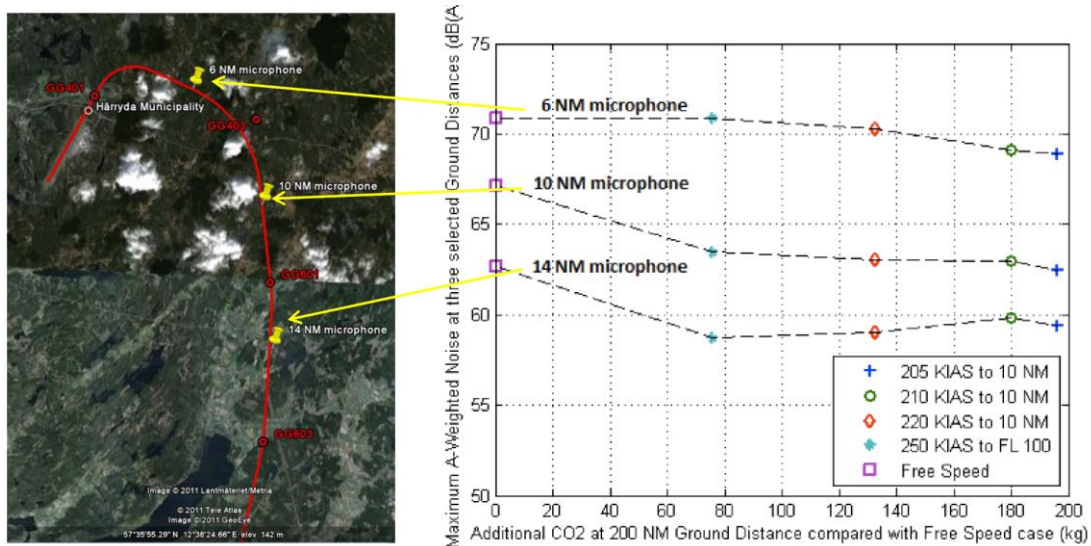 6 NM microphone
GG401
Härryda Municipality
GG403
10 NM microphone
GG601
14 NM microphone
GG603
Image © 2011 Lantmäteriet/Metria
© 2011 Tele Atlas
Image © 2011 GeoEye
57°35'55.29" N 12°38'24.66" E elev 142 m
Maximum A-Weighted Noise at three selected Ground Distances (dB(A
75
70
65
60
55
50
6 NM microphone
10 NM microphone
14 NM microphone
205 KIAS to 10 NM
210 KIAS to 10 NM
220 KIAS to 10 NM
250 KIAS to FL 100
Free Speed
0 20 40 60 80 100 120 140 160 180 200
Additional CO2 at 200 NM Ground Distance compared with Free Speed case (kg)